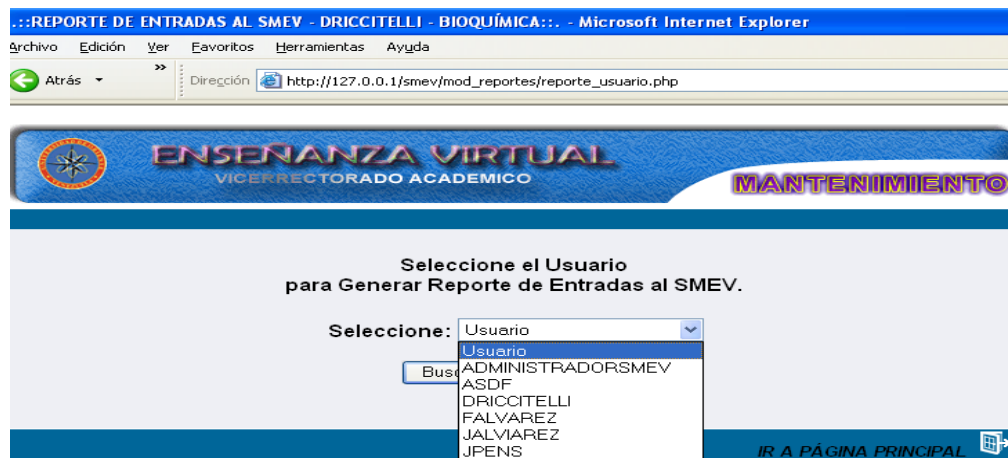 .::REPORTE DE ENTRADAS AL SMEV - DRICCITELLI - BIOQUÍMICA::. - Microsoft Internet Explorer
Archivo Edición Ver Favoritos Herramientas Ayuda
Atrás » Dirección http://127.0.0.1/smev/mod_reportes/reporte_usuario.php
ENSEÑANZA VIRTUAL
VICERRECTORADO ACADEMICO
MANTENIMIENTO
Seleccione el Usuario
para Generar Reporte de Entradas al SMEV.
Seleccione: Usuario
Usuario
ADMINISTRADORSMEV
ASDF
DRICCITELLI
FALVAREZ
JALVIAREZ
JPENS
IR A PÁGINA PRINCIPAL